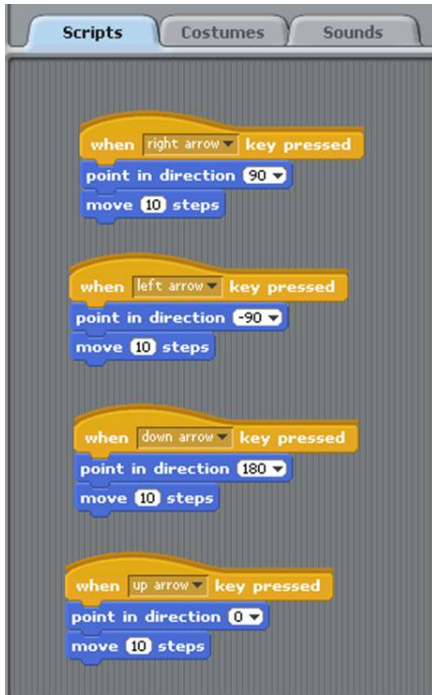 Scripts Costumes Sounds
when right arrow key pressed
point in direction 90
move 10 steps
when left arrow key pressed
point in direction -90
move 10 steps
when down arrow key pressed
point in direction 180
move 10 steps
when up arrow key pressed
point in direction 0
move 10 steps